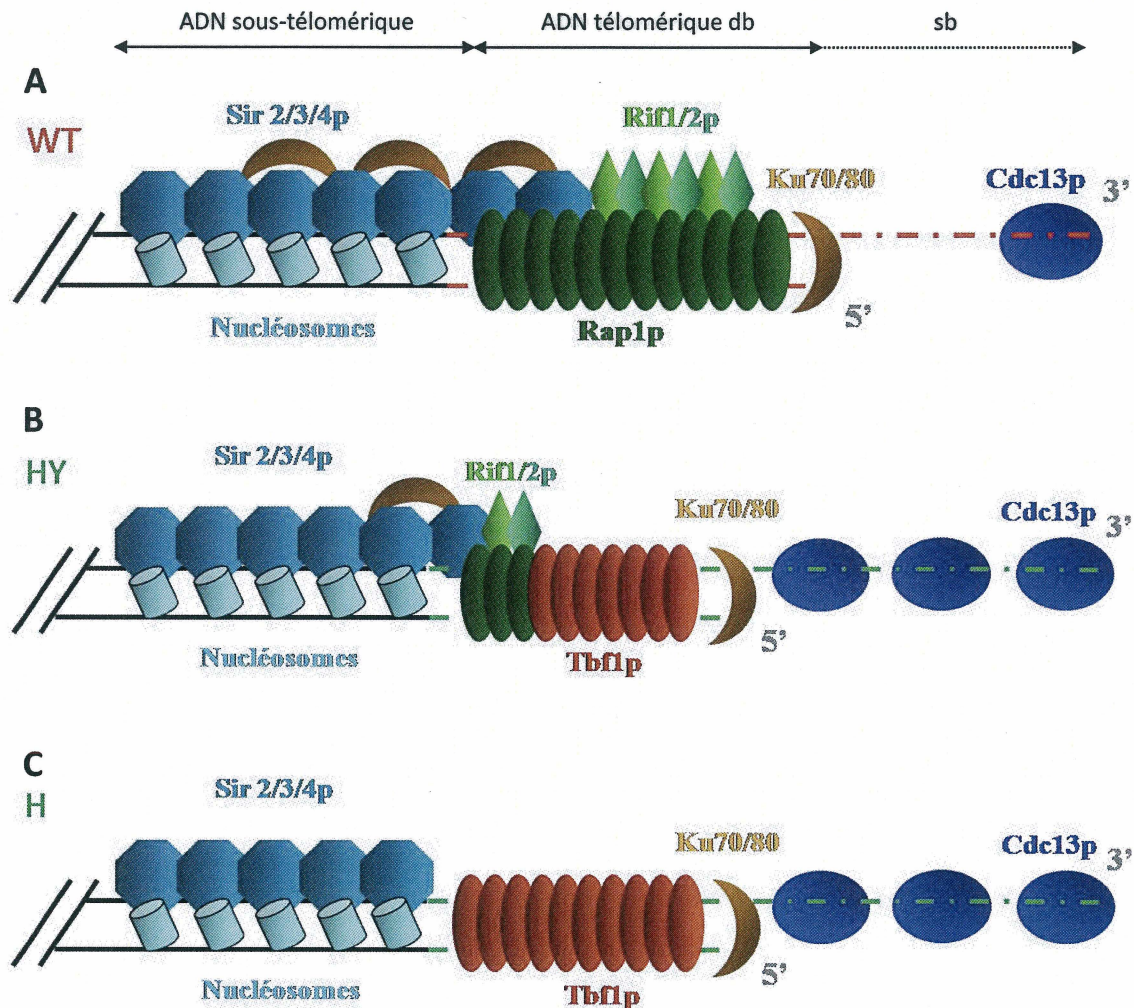 ADN sous-télomérique ADN télomérique db sb
A
WT
Sir 2/3/4p Rif1/2p
Ku70/80 Cdc13p 3'
Nucléosomes Rap1p 5'
B
HY
Sir 2/3/4p Rif1/2p
Ku70/80 Cdc13p 3'
Nucléosomes Tbf1p 5'
C
H
Sir 2/3/4p
Ku70/80 Cdc13p 3'
Nucléosomes Tbf1p 5'